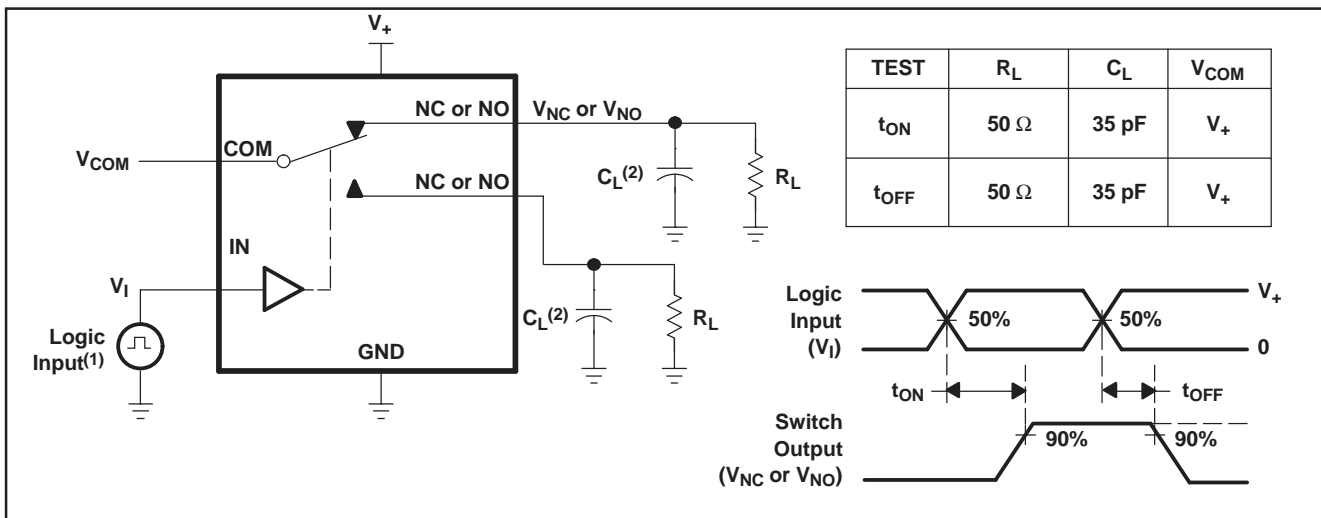 V+
NC or NO
VNC or VNO
VCOM
COM
CL(2)
RL
NC or NO
IN
VI
CL(2)
RL
Logic
Input(1)
GND
TEST RL CL VCOM
tON 50 Ω 35 pF V+
tOFF 50 Ω 35 pF V+
Logic
Input
(VI)
50%
50%
V+
0
tON
tOFF
Switch
Output
(VNC or VNO)
90%
90%